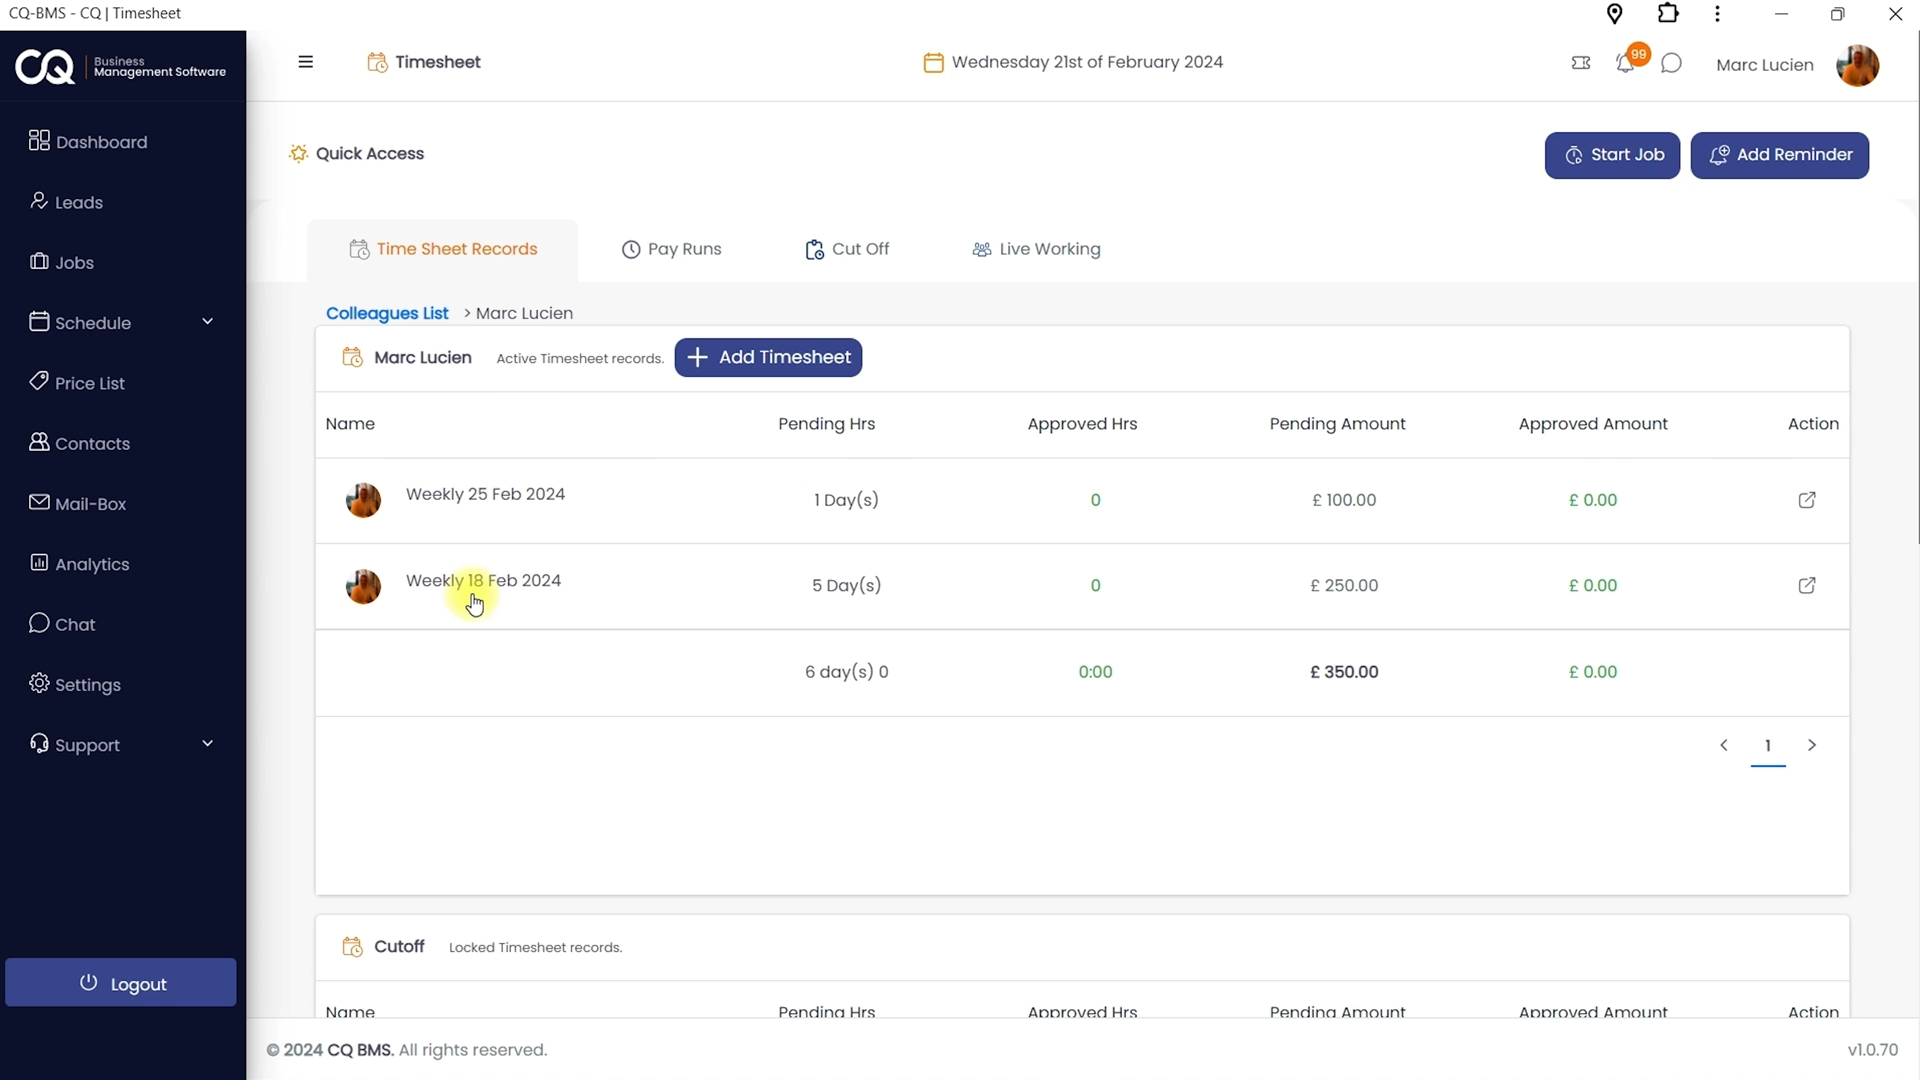 CQ-BMS - CQ | Timesheet
CQ | Business Management Software
Timesheet
Wednesday 21st of February 2024
99
Marc Lucien
Dashboard
Leads
Jobs
Schedule
Price List
Contacts
Mail-Box
Analytics
Chat
Settings
Support
Logout
Quick Access
Start Job
Add Reminder
Time Sheet Records
Pay Runs
Cut Off
Live Working
Colleagues List > Marc Lucien
Marc Lucien Active Timesheet records. + Add Timesheet
Name Pending Hrs Approved Hrs Pending Amount Approved Amount Action
Weekly 25 Feb 2024 1 Day(s) 0 £ 100.00 £ 0.00
Weekly 18 Feb 2024 5 Day(s) 0 £ 250.00 £ 0.00
6 day(s) 0 0:00 £ 350.00 £ 0.00
< 1 >
Cutoff Locked Timesheet records.
Name Pending Hrs Approved Hrs Pending Amount Approved Amount Action
© 2024 CQ BMS. All rights reserved.
v1.0.70